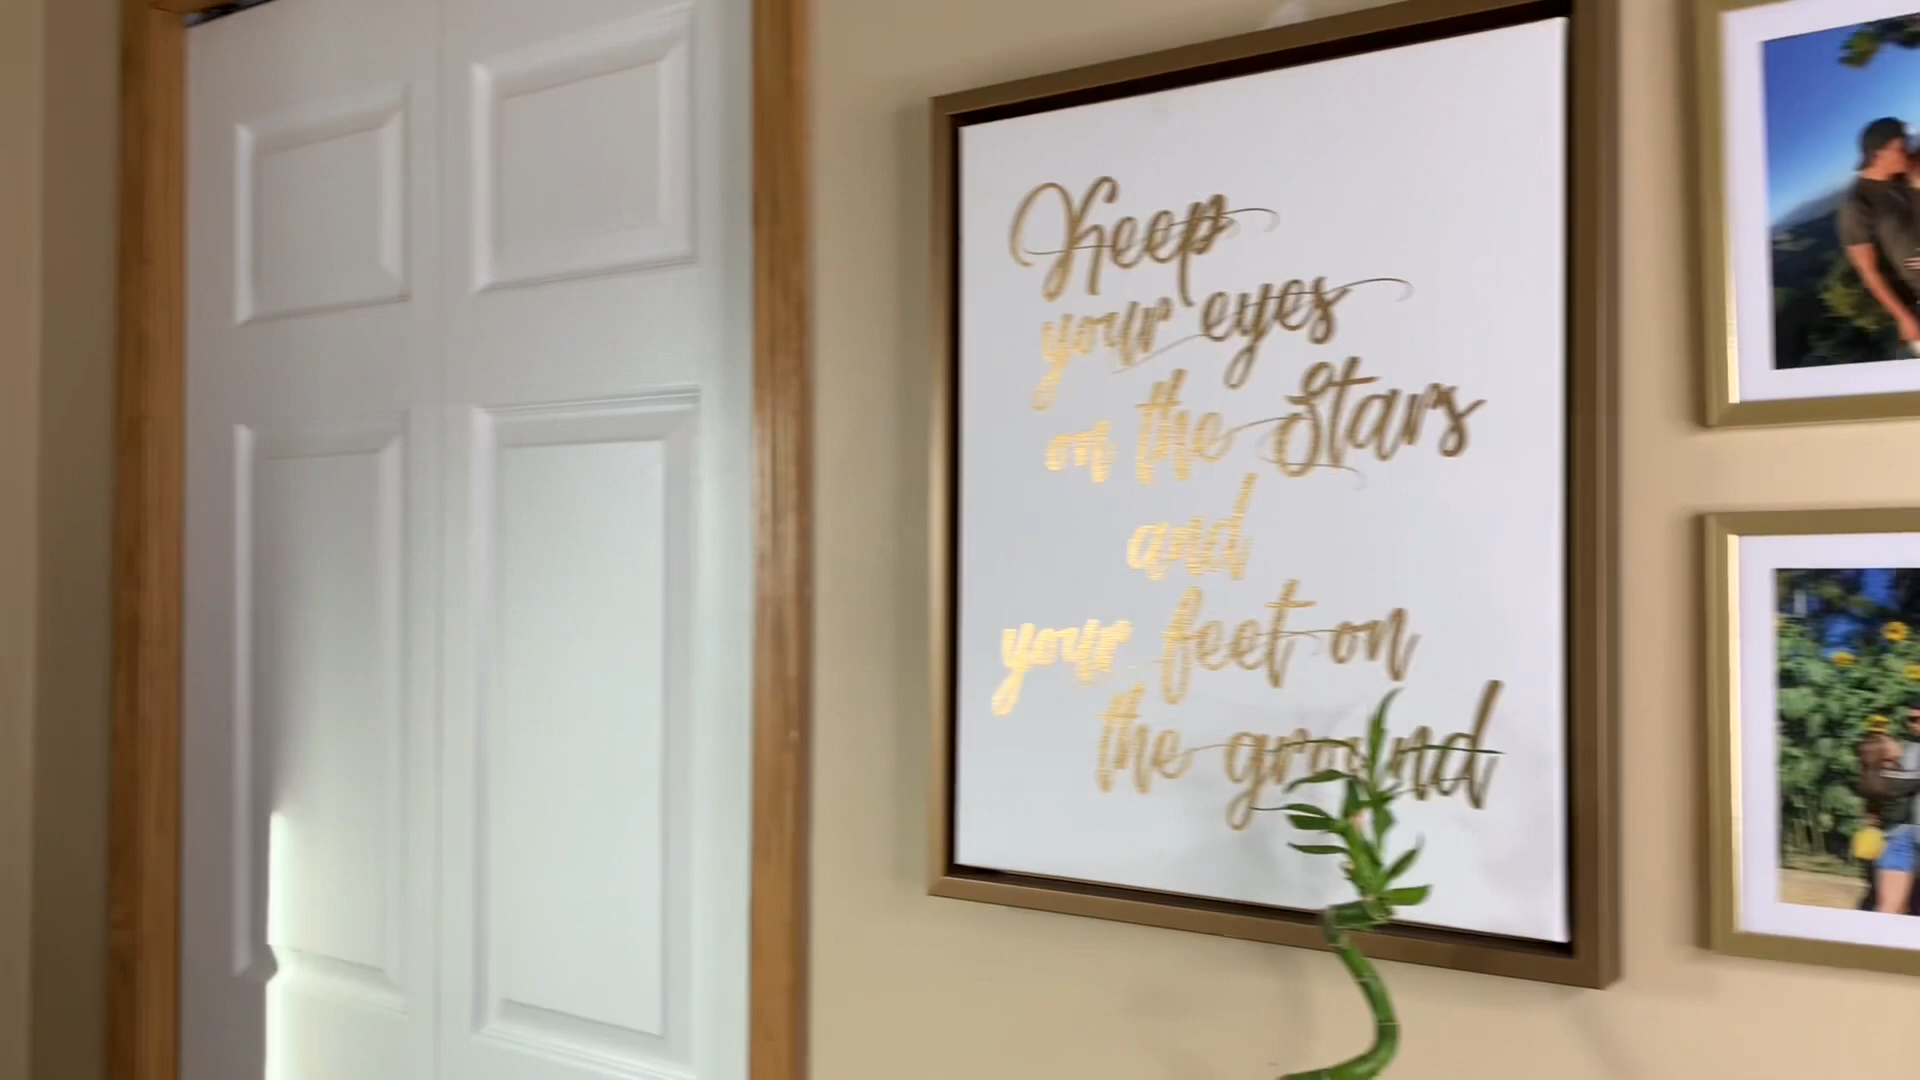 Keep
your eyes
on the Stars
and
your feet on
the ground